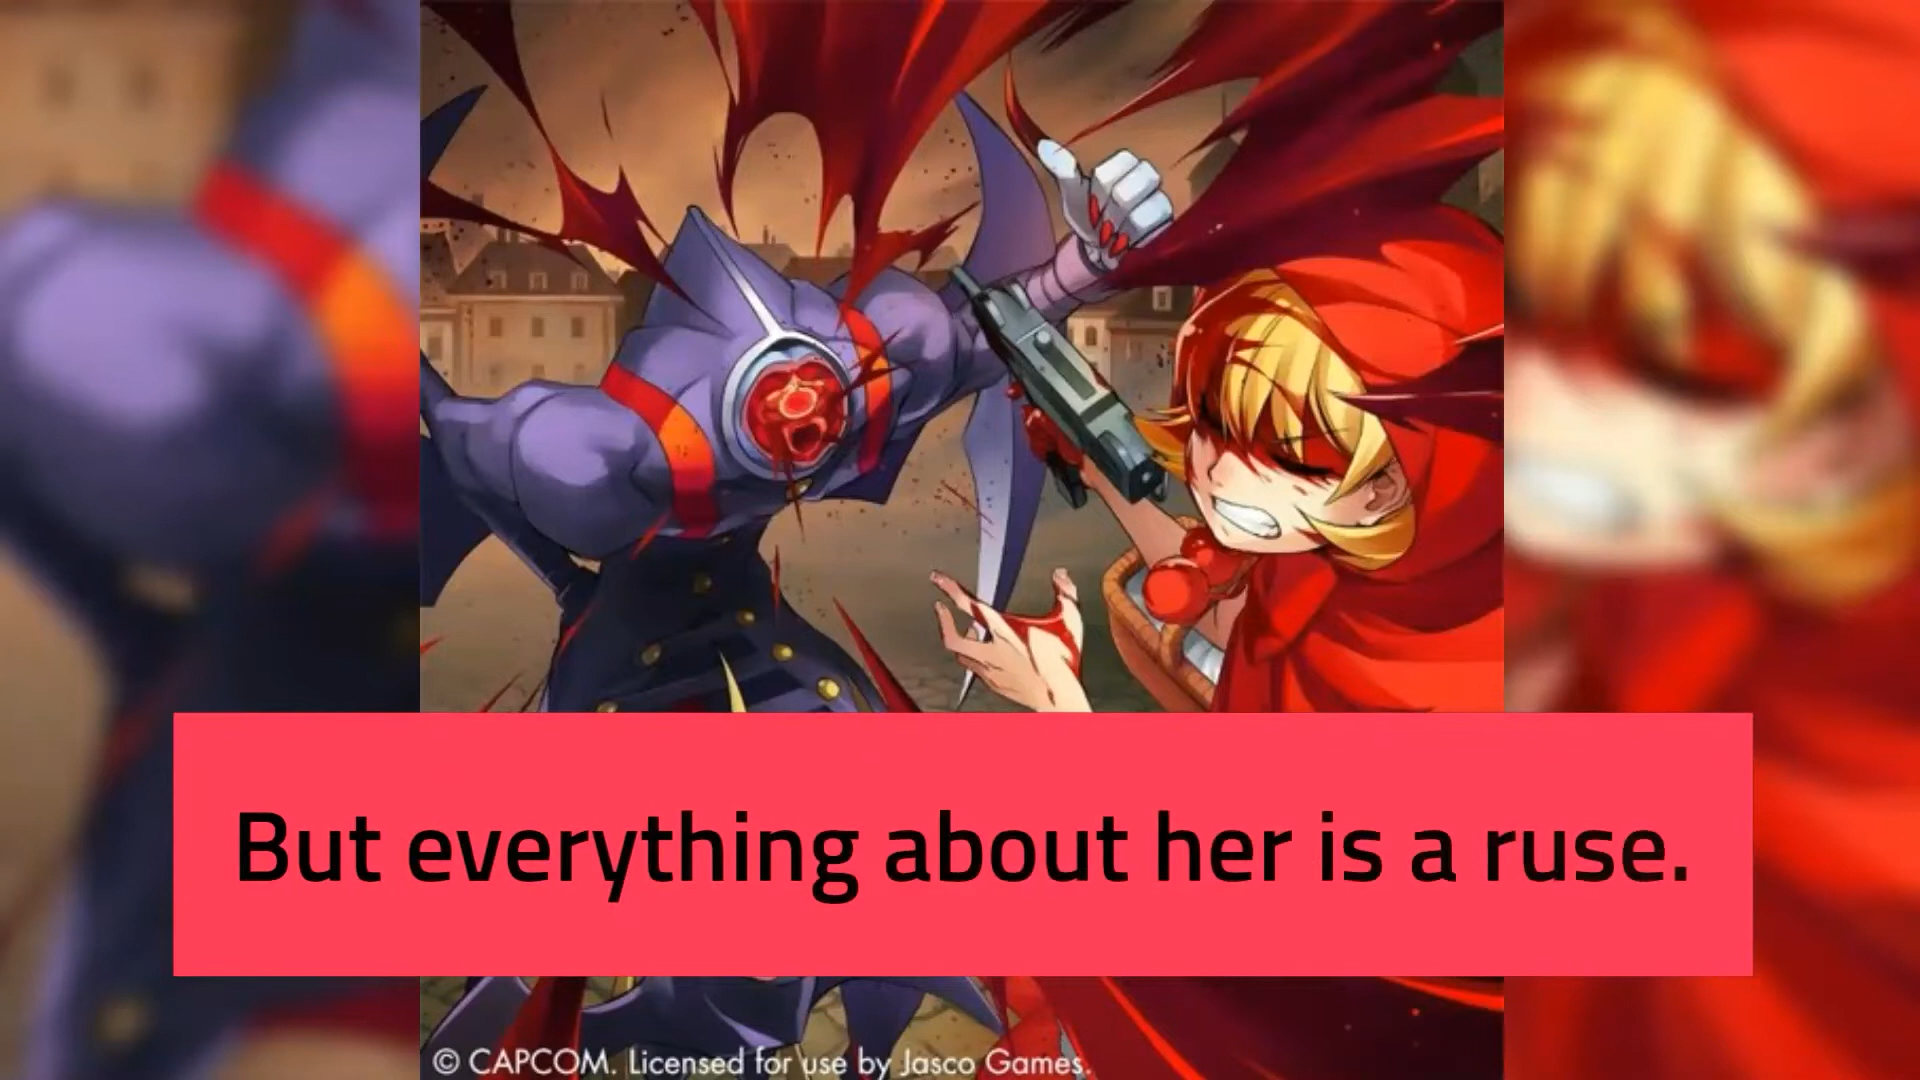 But everything about her is a ruse.
© CAPCOM. Licensed for use by Jasco Games.